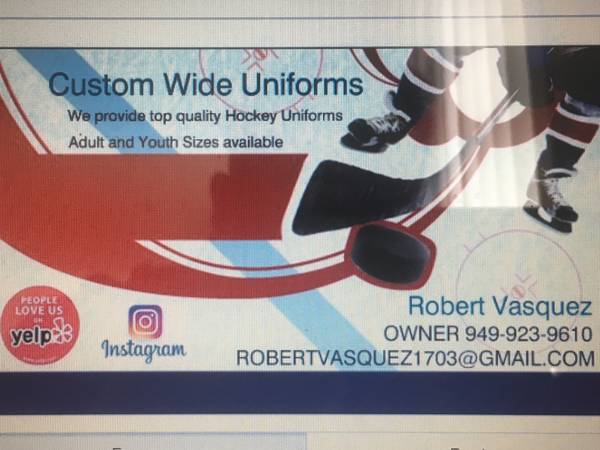 Custom Wide Uniforms
We provide top quality Hockey Uniforms
Adult and Youth Sizes available
PEOPLE
LOVE US
ON
yelp
Instagram
Robert Vasquez
OWNER 949-923-9610
ROBERTVASQUEZ1703@GMAIL.COM